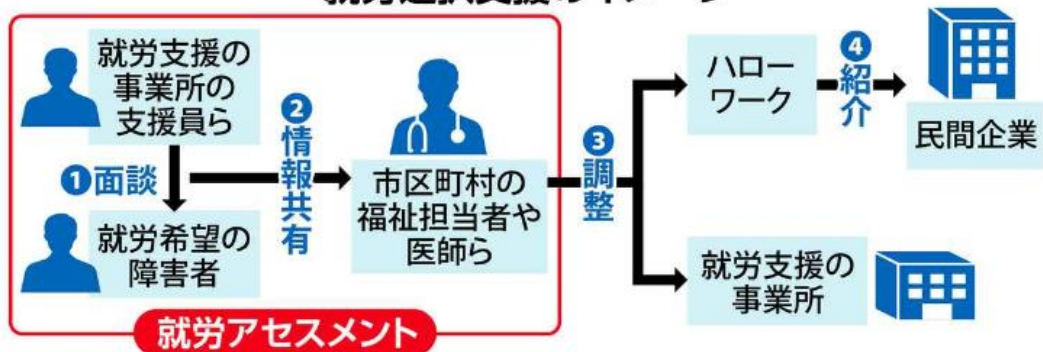 就労支援の
事業所の
支援員ら
❶面談
就労希望の
障害者
❷情報共有
市区町村の
福祉担当者や
医師ら
就労アセスメント
❸調整
ハロー
ワーク
❹紹介
民間企業
就労支援の
事業所